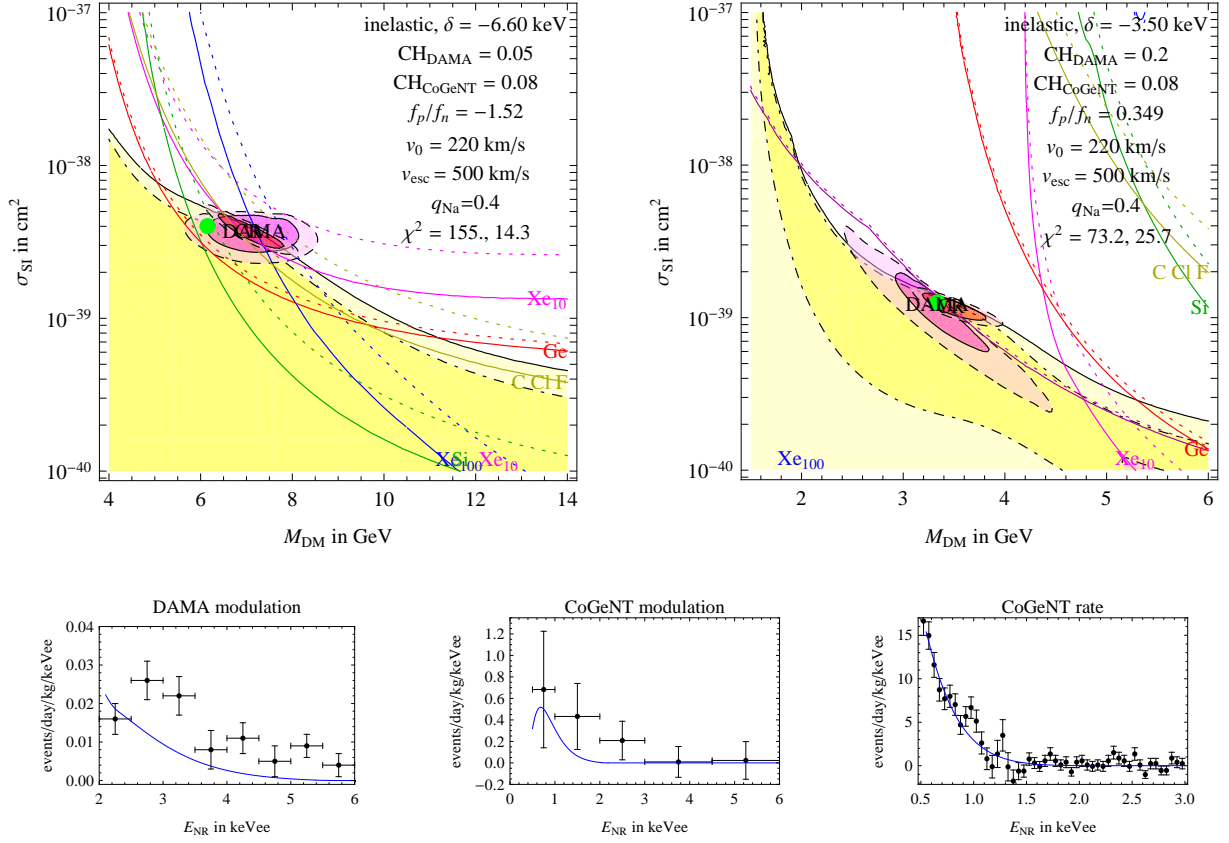 inelastic, δ = −6.60 keV
CH_DAMA = 0.05
CH_CoGeNT = 0.08
f_p/f_n = −1.52
v_0 = 220 km/s
v_esc = 500 km/s
q_Na=0.4
χ² = 155., 14.3
DAMA
Xe_10
Ge
C Cl F
Xe_100
Si
Xe_10
10^−37
10^−38
10^−39
10^−40
σ_SI in cm²
4 6 8 10 12 14
M_DM in GeV
inelastic, δ = −3.50 keV
CH_DAMA = 0.2
CH_CoGeNT = 0.08
f_p/f_n = 0.349
v_0 = 220 km/s
v_esc = 500 km/s
q_Na=0.4
χ² = 73.2, 25.7
C Cl F
Si
DAMA
Xe_100
Xe_10
Ge
10^−37
10^−38
10^−39
10^−40
σ_SI in cm²
2 3 4 5 6
M_DM in GeV
DAMA modulation
events/day/kg/keVee
0.04
0.03
0.02
0.01
0.00
2 3 4 5 6
E_NR in keVee
CoGeNT modulation
events/day/kg/keVee
1.2
1.0
0.8
0.6
0.4
0.2
0.0
−0.2
0 1 2 3 4 5 6
E_NR in keVee
CoGeNT rate
events/day/kg/keVee
15
10
5
0
0.5 1.0 1.5 2.0 2.5 3.0
E_NR in keVee